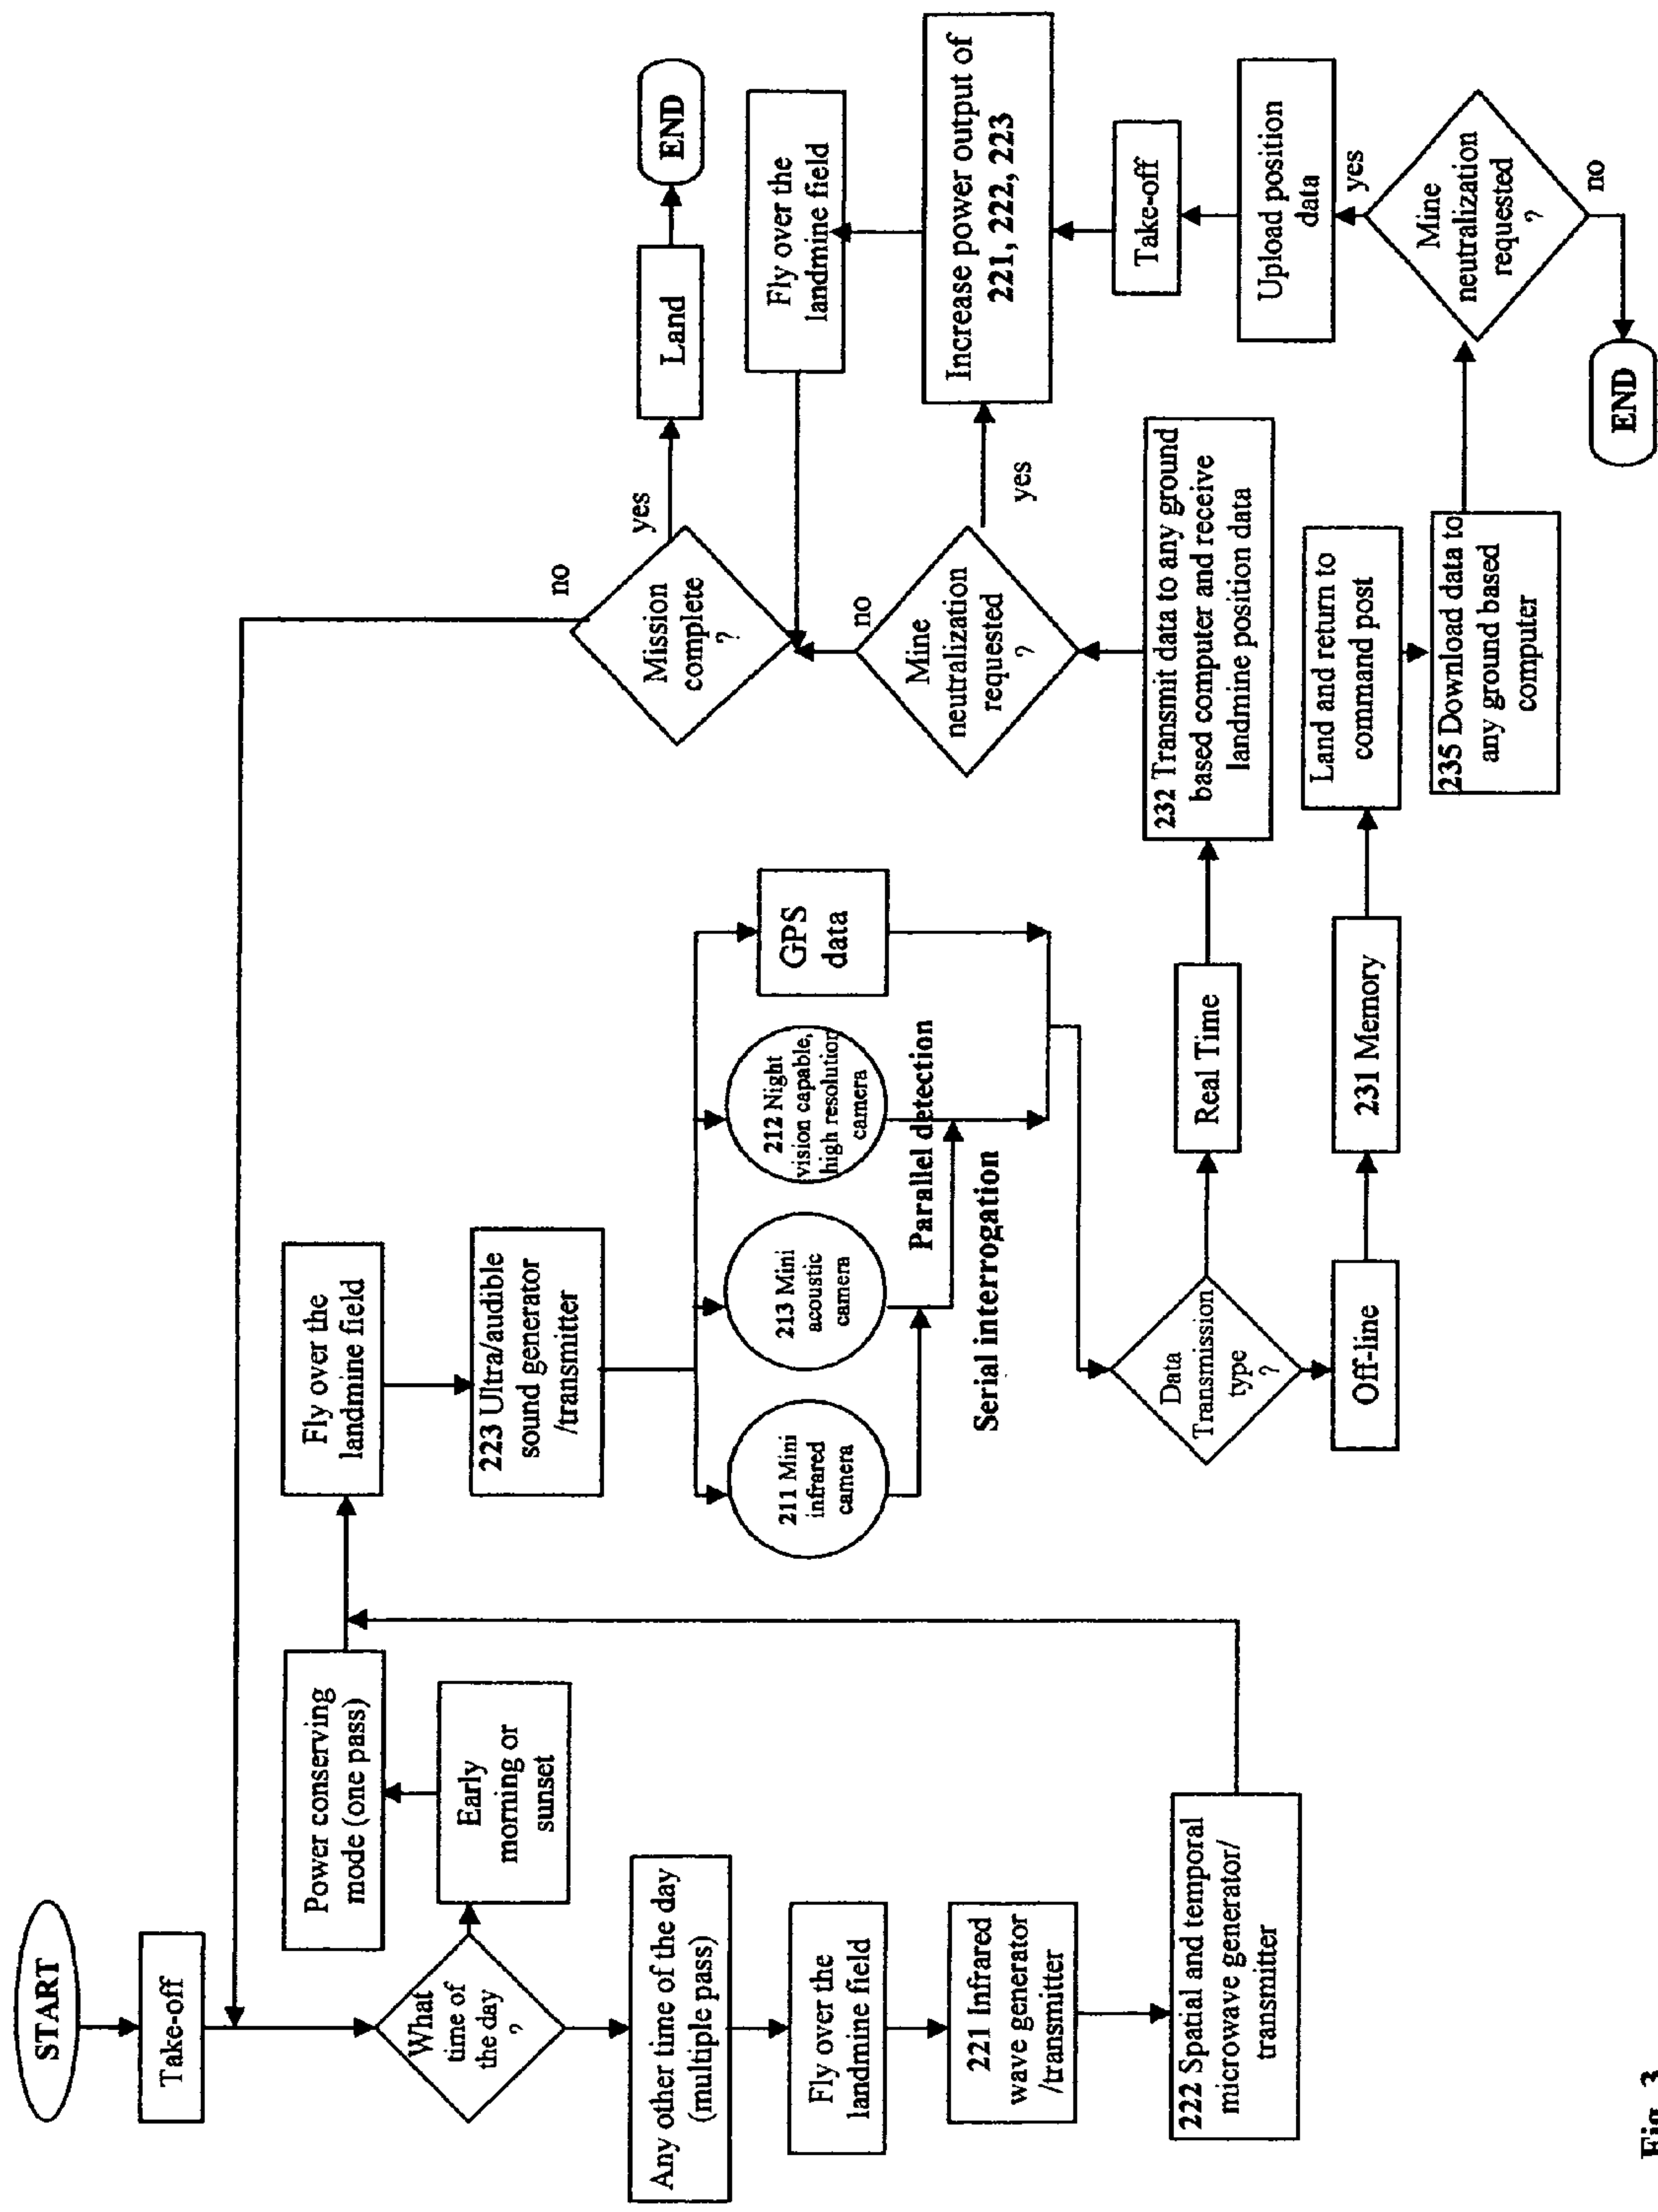 START
Take-off
What
time of
the day
?
Early
morning or
sunset
Power conserving
mode (one pass)
Any other time of the day
(multiple pass)
Fly over the
landmine field
221 Infrared
wave generator
/transmitter
222 Spatial and temporal
microwave generator/
transmitter
Fly over the
landmine field
223 Ultra/audible
sound generator
/transmitter
211 Mini
infrared
camera
213 Mini
acoustic
camera
212 Night
vision capable,
high resolution
camera
GPS
data
Parallel detection
Serial interrogation
Data
Transmission
type
?
Real Time
Off-line
231 Memory
232 Transmit data to any ground
based computer and receive
landmine position data
Land and return to
command post
235 Download data to
any ground based
computer
Mine
neutralization
requested
?
no
yes
Mission
complete
?
no
yes
Land
END
Fly over the
landmine field
Increase power output of
221, 222, 223
Take-off
Upload position
data
yes
Mine
neutralization
requested
?
no
END
Fig. 3